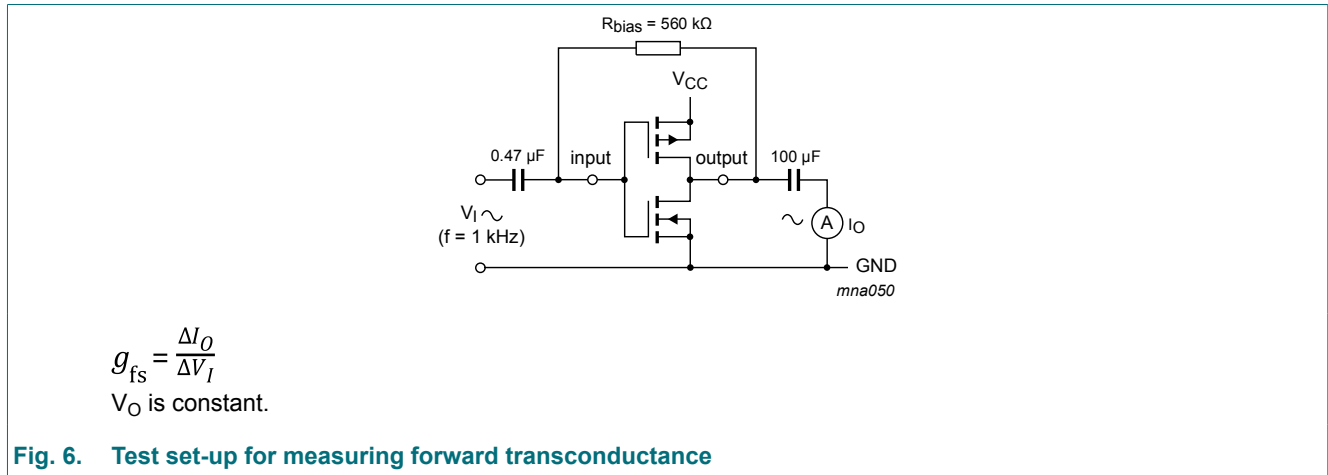 Rbias = 560 kΩ
VCC
0.47 µF
input
output
100 µF
VI ~
(f = 1 kHz)
~
A
IO
GND
mna050
gfs = ΔIO / ΔVI
VO is constant.
Fig. 6. Test set-up for measuring forward transconductance